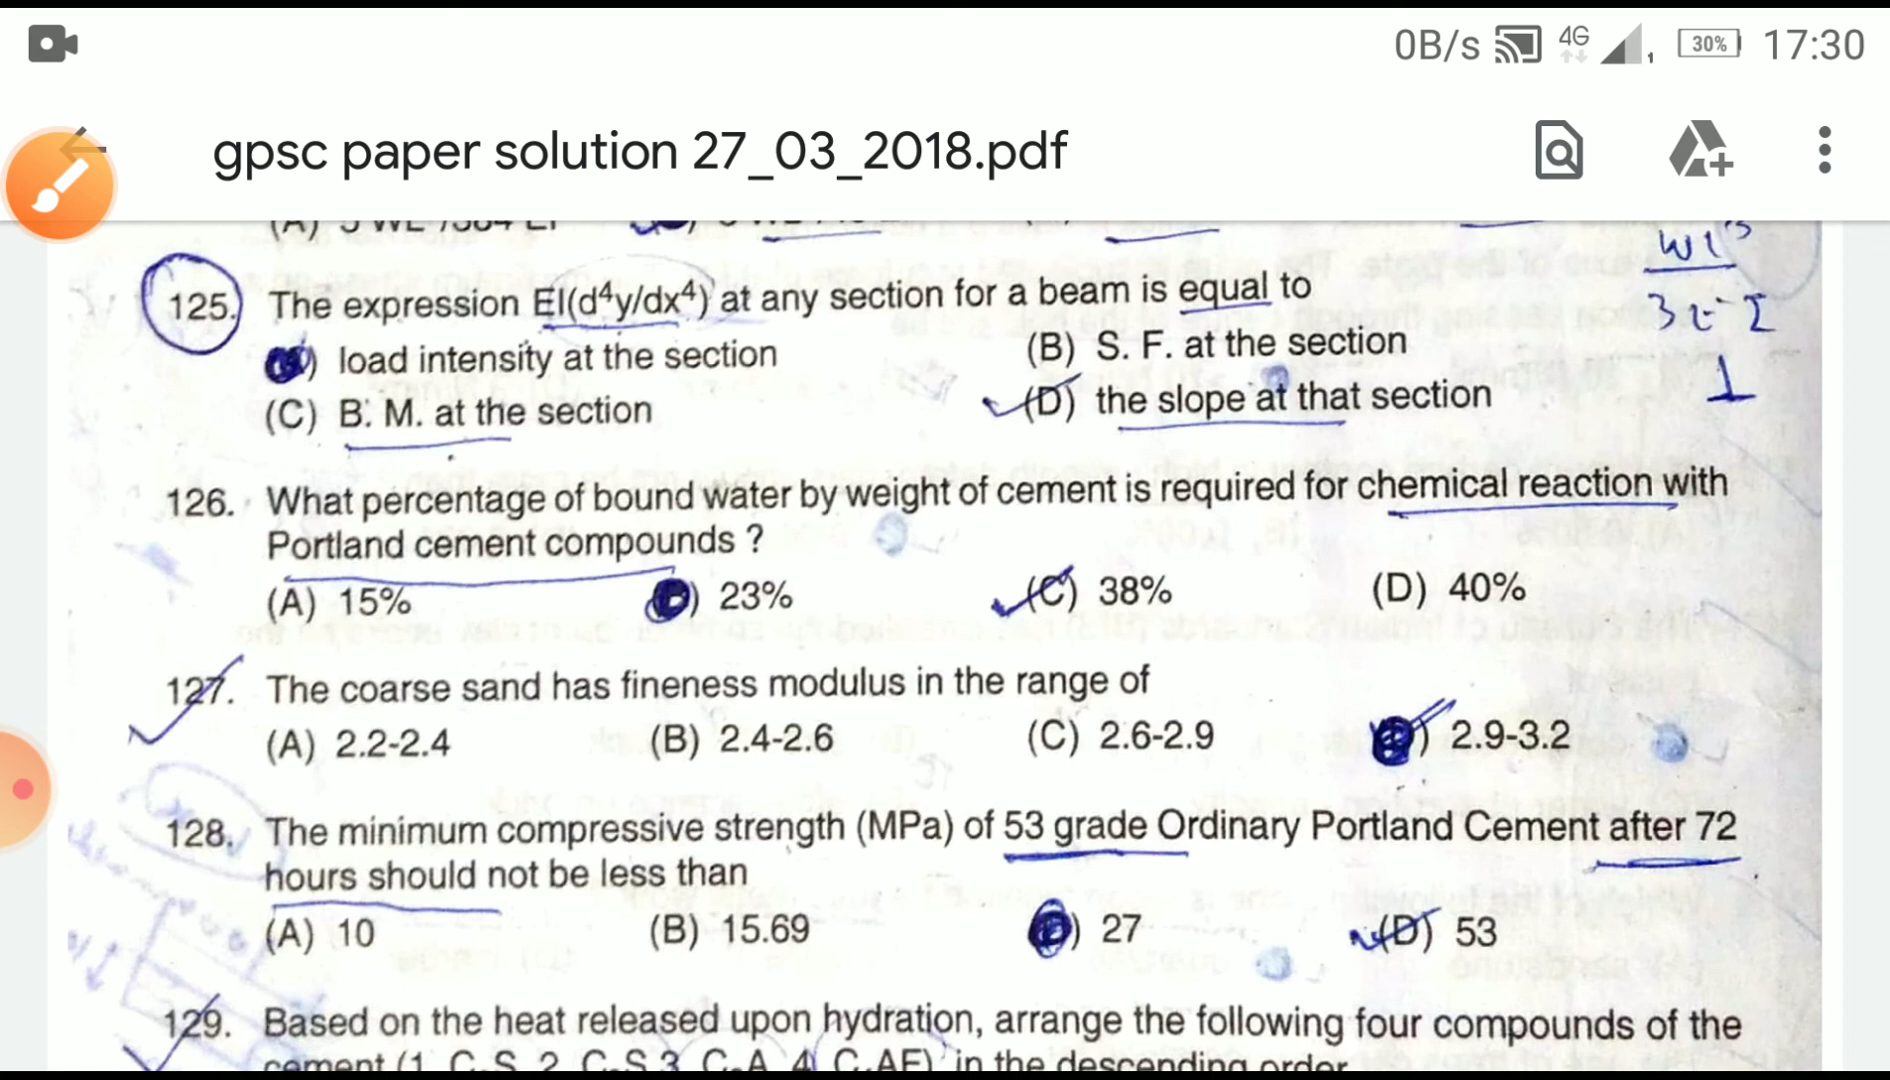 0B/s 4G 1 30% 17:30
gpsc paper solution 27_03_2018.pdf
125. The expression EI(d⁴y/dx⁴) at any section for a beam is equal to
load intensity at the section (B) S. F. at the section
(C) B. M. at the section (D) the slope at that section
126. What percentage of bound water by weight of cement is required for chemical reaction with
Portland cement compounds ?
(A) 15% 23% (C) 38% (D) 40%
127. The coarse sand has fineness modulus in the range of
(A) 2.2-2.4 (B) 2.4-2.6 (C) 2.6-2.9 2.9-3.2
128. The minimum compressive strength (MPa) of 53 grade Ordinary Portland Cement after 72
hours should not be less than
(A) 10 (B) 15.69 27 (D) 53
129. Based on the heat released upon hydration, arrange the following four compounds of the
in the descending order